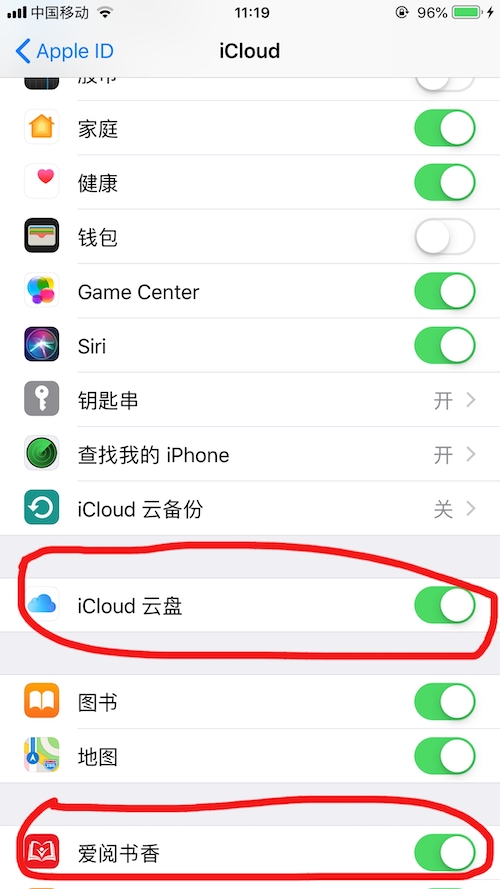 中国移动
11:19
96%
Apple ID
iCloud
股市
家庭
健康
钱包
Game Center
Siri
钥匙串
开
查找我的 iPhone
开
iCloud 云备份
关
iCloud 云盘
图书
地图
爱阅书香